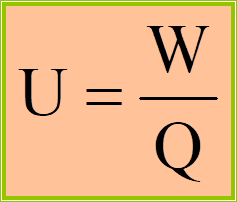 U = W / Q